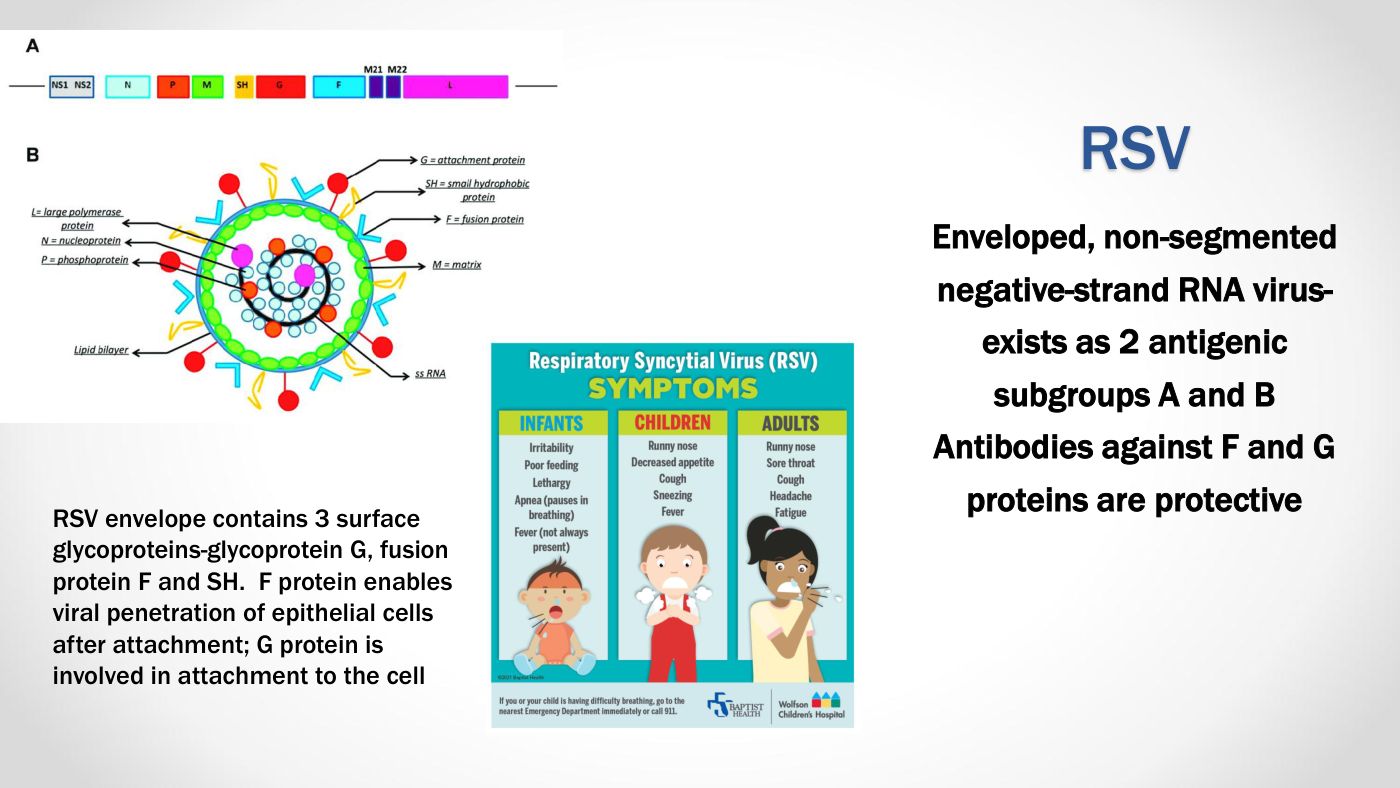 A
M21 M22
NS1 NS2 N P M SH G F L
B
G = attachment protein
SH = small hydrophobic
protein
F = fusion protein
M = matrix
ss RNA
L= large polymerase
protein
N = nucleoprotein
P = phosphoprotein
Lipid bilayer
RSV envelope contains 3 surface
glycoproteins-glycoprotein G, fusion
protein F and SH. F protein enables
viral penetration of epithelial cells
after attachment; G protein is
involved in attachment to the cell
Respiratory Syncytial Virus (RSV)
SYMPTOMS
INFANTS
Irritability
Poor feeding
Lethargy
Apnea (pauses in
breathing)
Fever (not always
present)
CHILDREN
Runny nose
Decreased appetite
Cough
Sneezing
Fever
ADULTS
Runny nose
Sore throat
Cough
Headache
Fatigue
©2021 Baptist Health
If you or your child is having difficulty breathing, go to the
nearest Emergency Department immediately or call 911.
BAPTIST
HEALTH
Wolfson
Children's Hospital
RSV
Enveloped, non-segmented
negative-strand RNA virus-
exists as 2 antigenic
subgroups A and B
Antibodies against F and G
proteins are protective